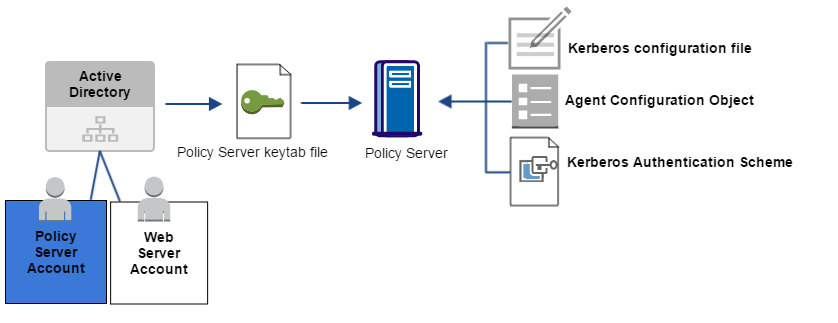 Active
Directory
Policy Server keytab file
Policy Server
Kerberos configuration file
Agent Configuration Object
Kerberos Authentication Scheme
Policy
Server
Account
Web
Server
Account